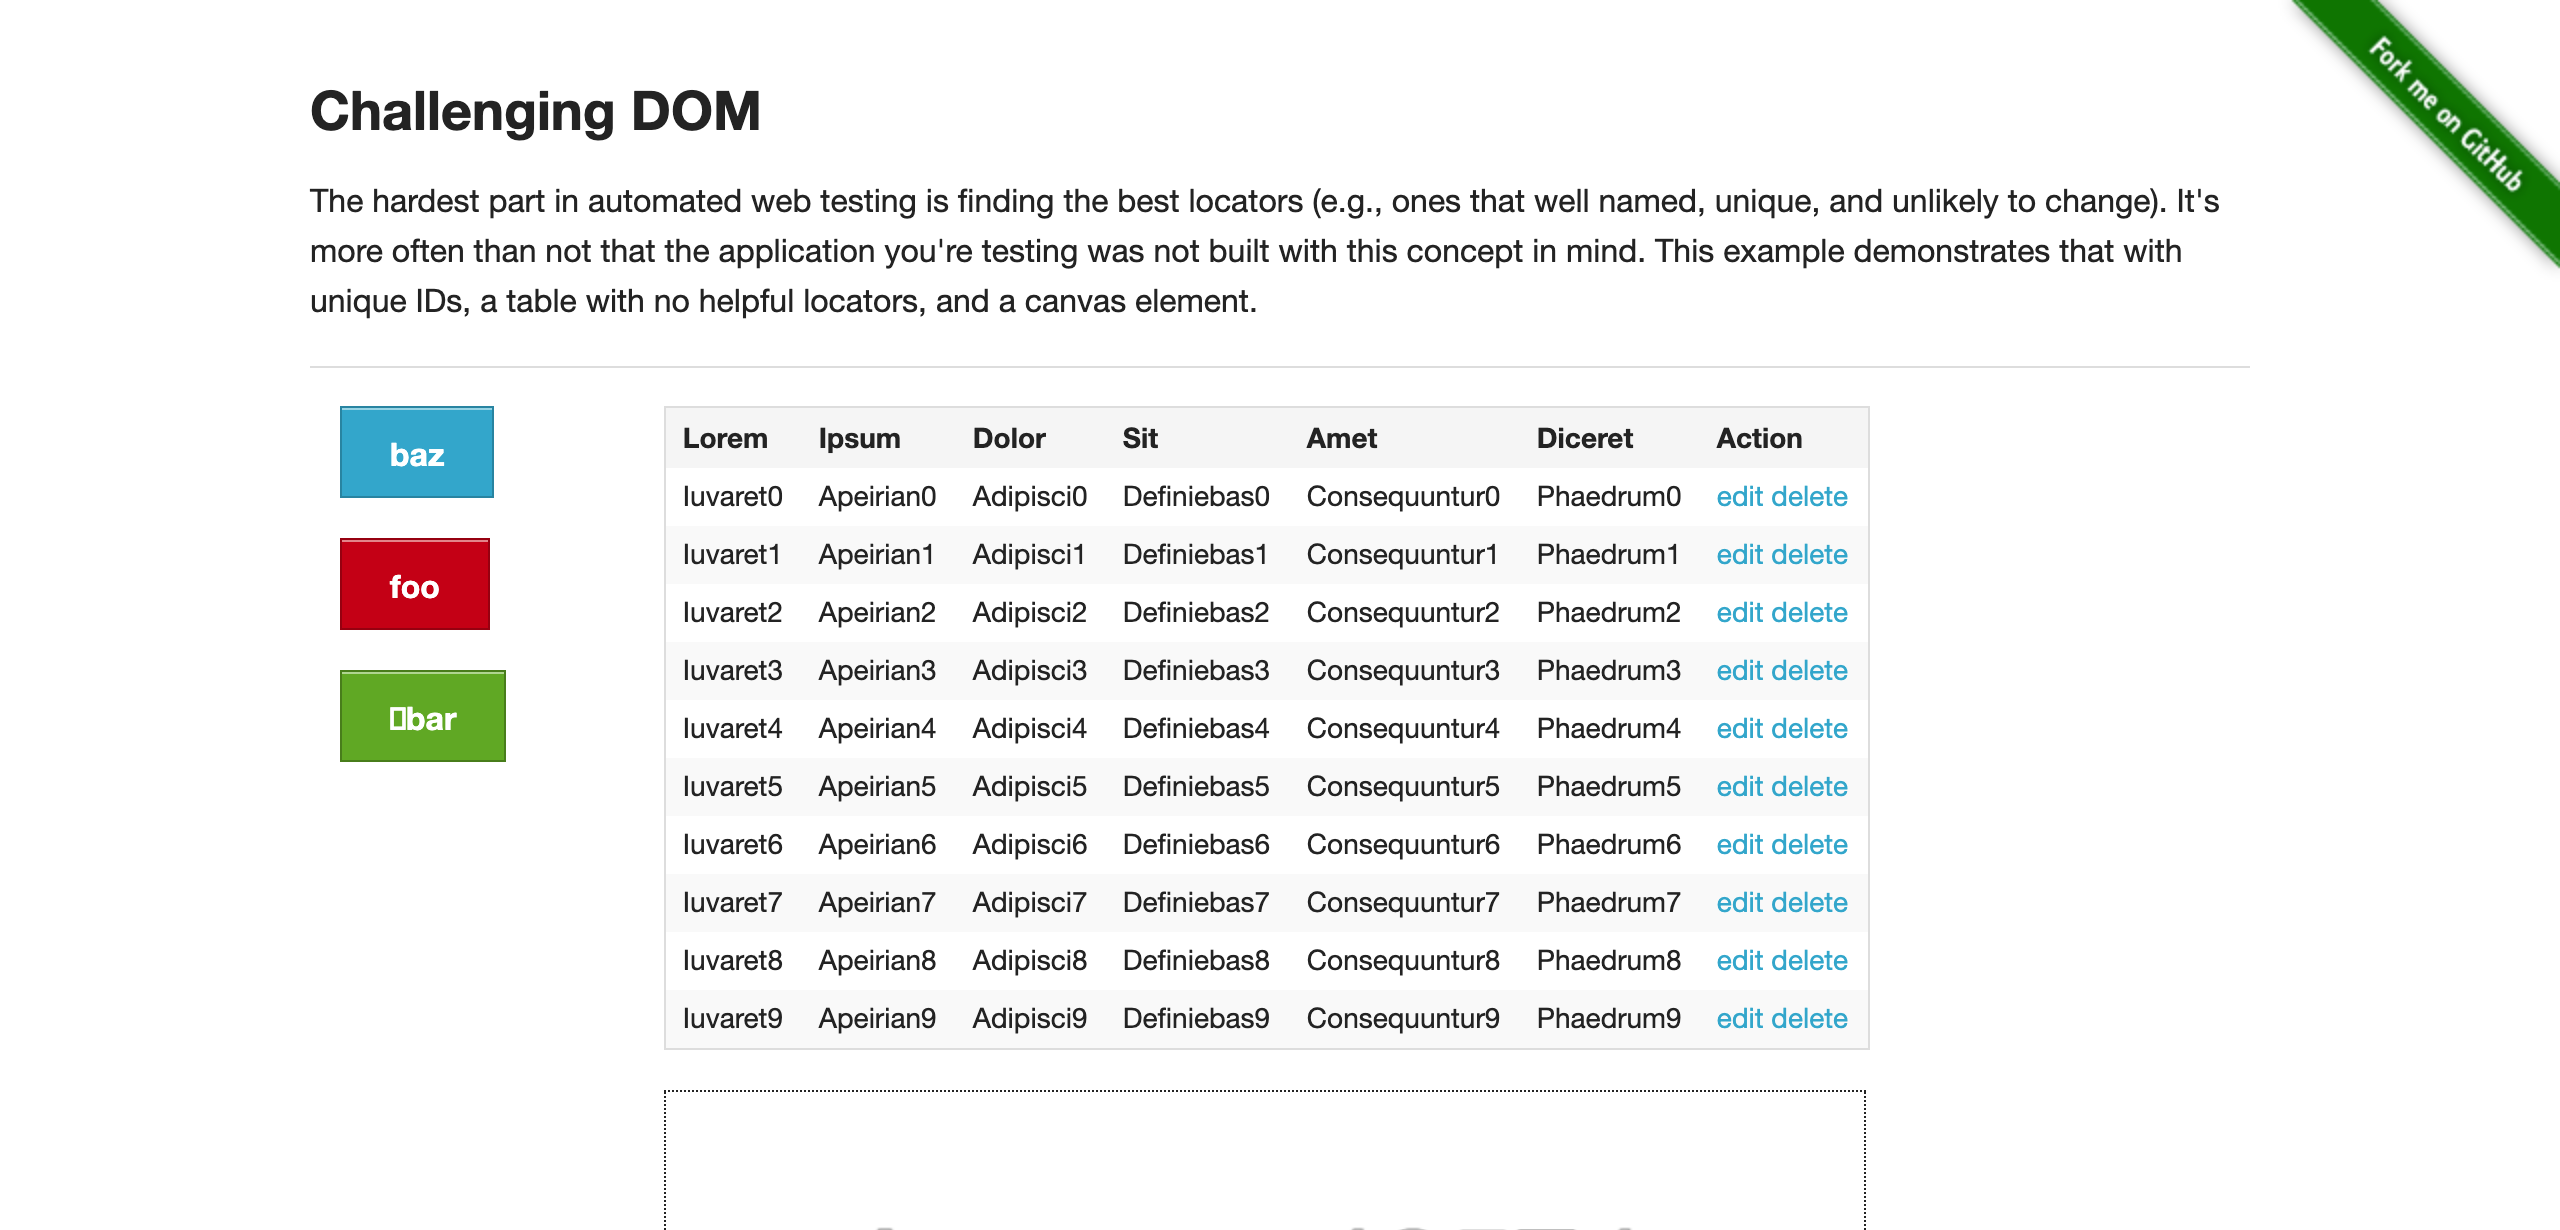 Fork me on GitHub
Challenging DOM
The hardest part in automated web testing is finding the best locators (e.g., ones that well named, unique, and unlikely to change). It's
more often than not that the application you're testing was not built with this concept in mind. This example demonstrates that with
unique IDs, a table with no helpful locators, and a canvas element.
baz
foo
bar
Lorem Ipsum Dolor Sit Amet Diceret Action
Iuvaret0 Apeirian0 Adipisci0 Definiebas0 Consequuntur0 Phaedrum0 edit delete
Iuvaret1 Apeirian1 Adipisci1 Definiebas1 Consequuntur1 Phaedrum1 edit delete
Iuvaret2 Apeirian2 Adipisci2 Definiebas2 Consequuntur2 Phaedrum2 edit delete
Iuvaret3 Apeirian3 Adipisci3 Definiebas3 Consequuntur3 Phaedrum3 edit delete
Iuvaret4 Apeirian4 Adipisci4 Definiebas4 Consequuntur4 Phaedrum4 edit delete
Iuvaret5 Apeirian5 Adipisci5 Definiebas5 Consequuntur5 Phaedrum5 edit delete
Iuvaret6 Apeirian6 Adipisci6 Definiebas6 Consequuntur6 Phaedrum6 edit delete
Iuvaret7 Apeirian7 Adipisci7 Definiebas7 Consequuntur7 Phaedrum7 edit delete
Iuvaret8 Apeirian8 Adipisci8 Definiebas8 Consequuntur8 Phaedrum8 edit delete
Iuvaret9 Apeirian9 Adipisci9 Definiebas9 Consequuntur9 Phaedrum9 edit delete